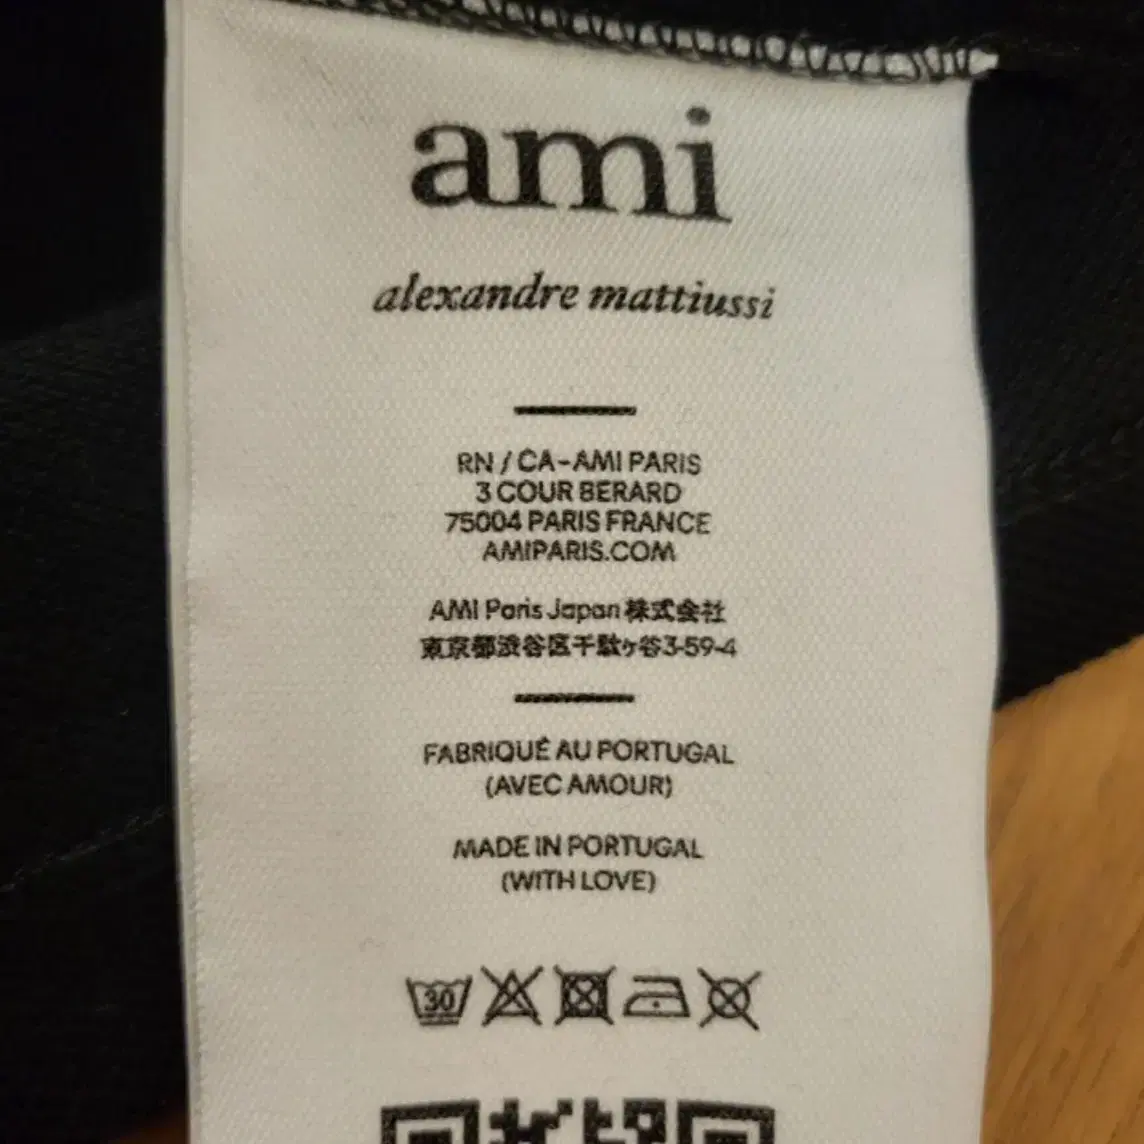 ami
alexandre mattiussi
RN / CA-AMI PARIS
3 COUR BERARD
75004 PARIS FRANCE
AMIPARIS.COM
AMI Paris Japan 株式会社
東京都渋谷区千駄ヶ谷3-59-4
FABRIQUÉ AU PORTUGAL
(AVEC AMOUR)
MADE IN PORTUGAL
(WITH LOVE)
30